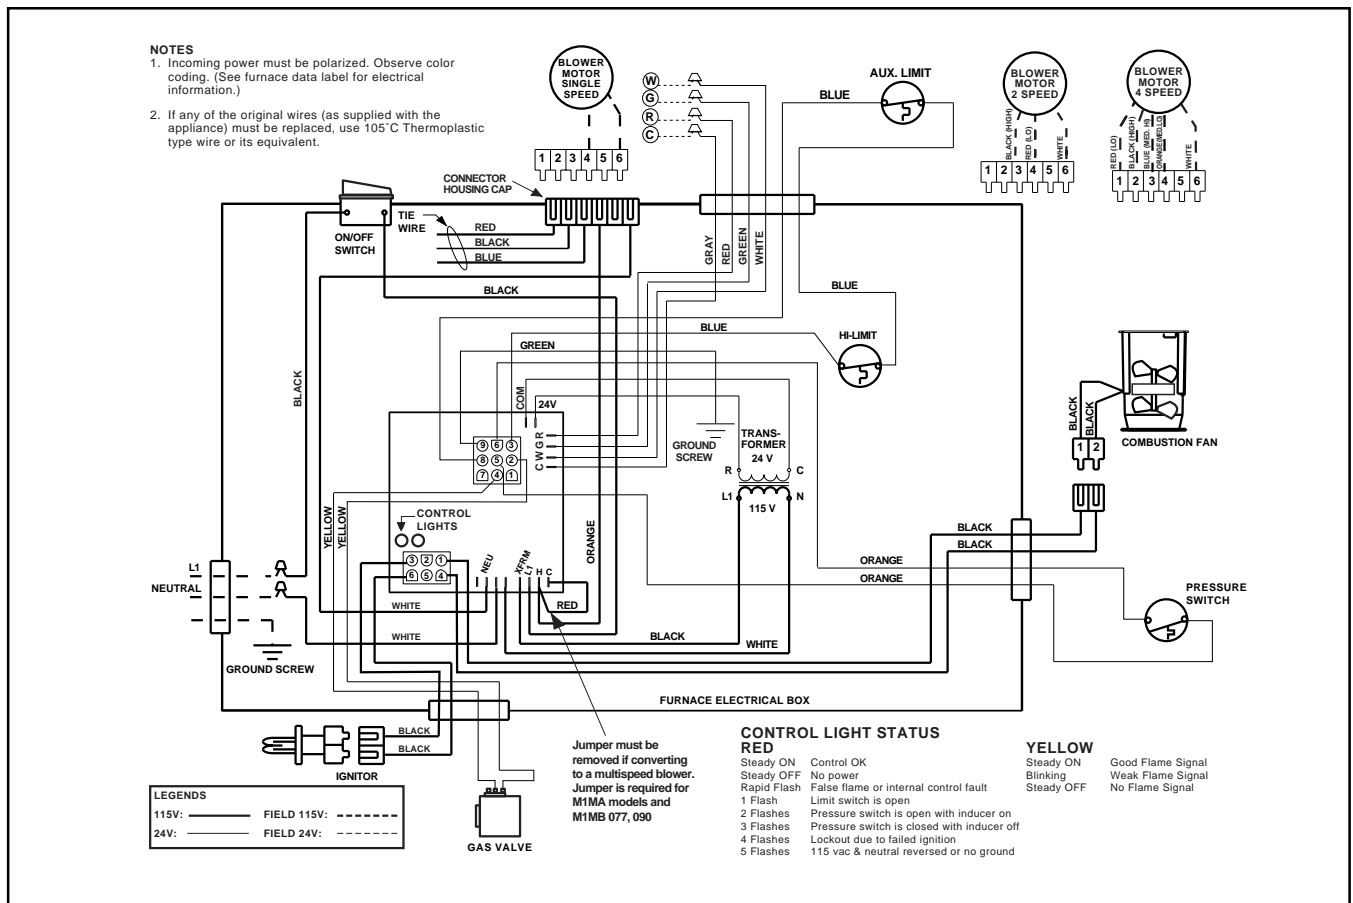 NOTES
1. Incoming power must be polarized. Observe color
coding. (See furnace data label for electrical
information.)
2. If any of the original wires (as supplied with the
appliance) must be replaced, use 105˚C Thermoplastic
type wire or its equivalent.
BLOWER
MOTOR
SINGLE
SPEED
1 2 3 4 5 6
W
G
R
C
AUX. LIMIT
BLUE
BLOWER
MOTOR
2 SPEED
BLACK (HIGH)
RED (LO)
WHITE
1 2 3 4 5 6
BLOWER
MOTOR
4 SPEED
RED (LO)
BLACK (HIGH)
BLUE (MED. HI)
ORANGE (MED.LO)
WHITE
1 2 3 4 5 6
CONNECTOR
HOUSING CAP
ON/OFF
SWITCH
TIE
WIRE
RED
BLACK
BLUE
BLACK
GRAY
RED
GREEN
WHITE
BLUE
BLUE
HI-LIMIT
GREEN
BLACK
COM
24V
R
G
W
C
9 6 3
8 5 2
7 4 1
GROUND
SCREW
TRANS-
FORMER
24 V
R
C
L1
N
115 V
BLACK
BLACK
1 2
COMBUSTION FAN
YELLOW
YELLOW
CONTROL
LIGHTS
3 2 1
6 5 4
NEU
XFRM
L1
H
C
ORANGE
RED
BLACK
BLACK
ORANGE
ORANGE
PRESSURE
SWITCH
L1
NEUTRAL
GROUND SCREW
WHITE
WHITE
BLACK
WHITE
FURNACE ELECTRICAL BOX
BLACK
BLACK
IGNITOR
GAS VALVE
Jumper must be
removed if converting
to a multispeed blower.
Jumper is required for
M1MA models and
M1MB 077, 090
LEGENDS
115V: FIELD 115V:
24V: FIELD 24V:
CONTROL LIGHT STATUS
RED
Steady ON Control OK
Steady OFF No power
Rapid Flash False flame or internal control fault
1 Flash Limit switch is open
2 Flashes Pressure switch is open with inducer on
3 Flashes Pressure switch is closed with inducer off
4 Flashes Lockout due to failed ignition
5 Flashes 115 vac & neutral reversed or no ground
YELLOW
Steady ON Good Flame Signal
Blinking Weak Flame Signal
Steady OFF No Flame Signal